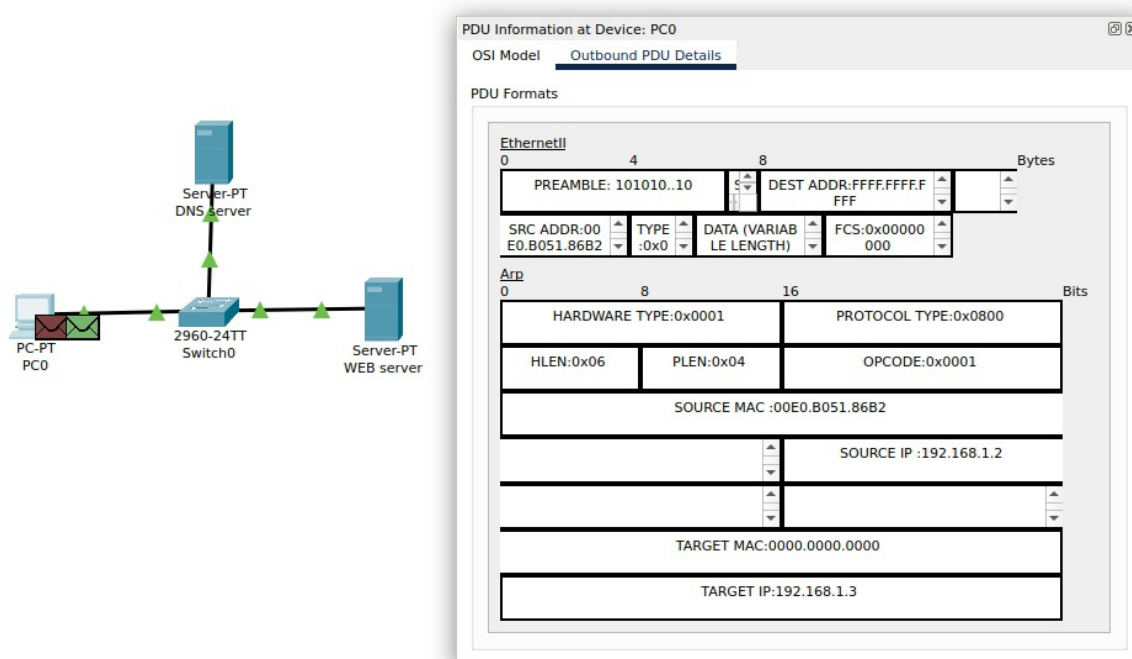 Server-PT
DNS server
PC-PT
PC0
2960-24TT
Switch0
Server-PT
WEB server
PDU Information at Device: PC0
OSI Model Outbound PDU Details
PDU Formats
EthernetII
0 4 8 Bytes
PREAMBLE: 101010..10
DEST ADDR:FFFF.FFFF.F
FFF
SRC ADDR:00
E0.B051.86B2
TYPE
:0x0
DATA (VARIAB
LE LENGTH)
FCS:0x00000
000
Arp
0 8 16 Bits
HARDWARE TYPE:0x0001 PROTOCOL TYPE:0x0800
HLEN:0x06 PLEN:0x04 OPCODE:0x0001
SOURCE MAC :00E0.B051.86B2
SOURCE IP :192.168.1.2
TARGET MAC:0000.0000.0000
TARGET IP:192.168.1.3